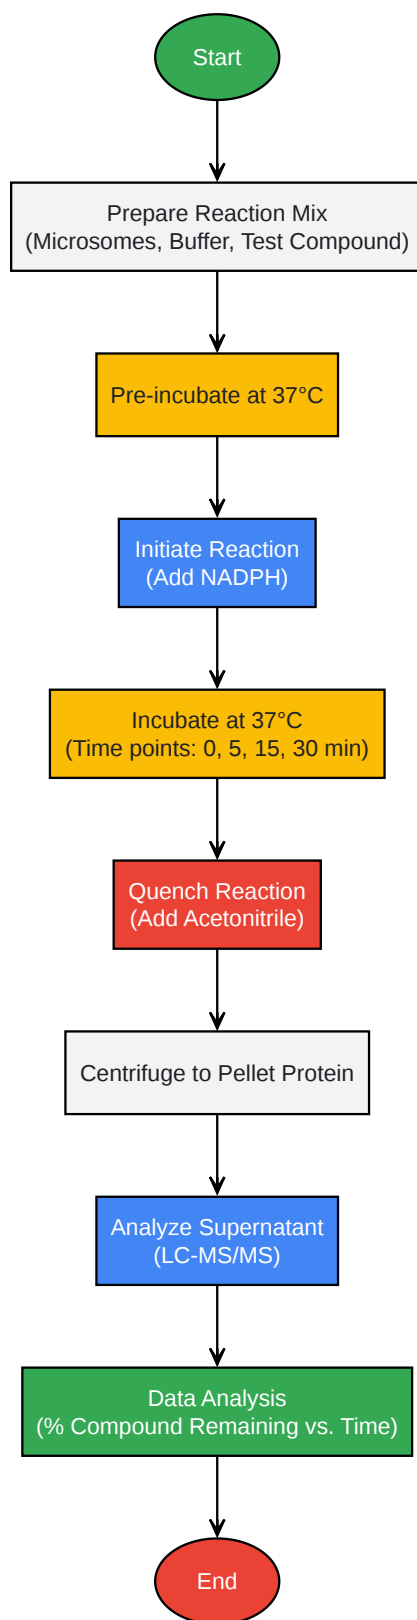 Start
Prepare Reaction Mix
(Microsomes, Buffer, Test Compound)
Pre-incubate at 37°C
Initiate Reaction
(Add NADPH)
Incubate at 37°C
(Time points: 0, 5, 15, 30 min)
Quench Reaction
(Add Acetonitrile)
Centrifuge to Pellet Protein
Analyze Supernatant
(LC-MS/MS)
Data Analysis
(% Compound Remaining vs. Time)
End